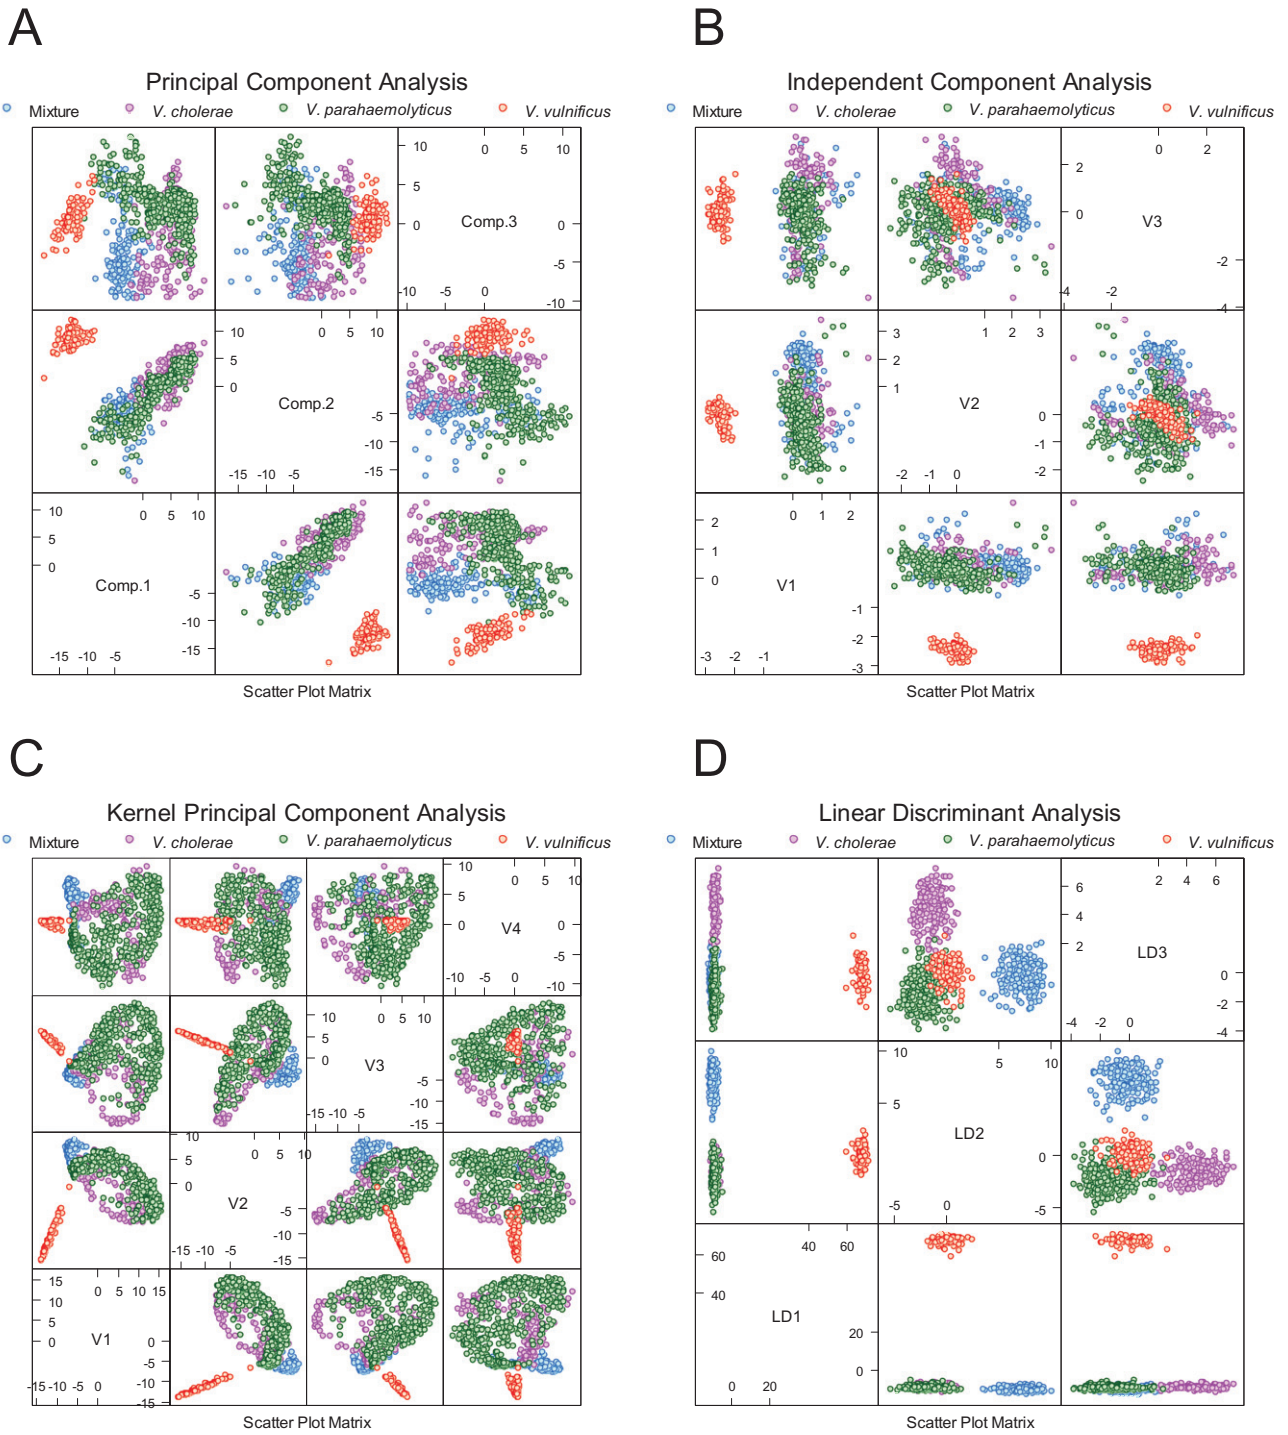 A
Principal Component Analysis
Mixture V. cholerae V. parahaemolyticus V. vulnificus
10 0 5 10
5
0 Comp.3 0
-5
-10 -5 0 -10
10 0 5 10
5
0 Comp.2
-5
-10
-15 -10 -5 -15
10 0 5 10
5
0
Comp.1
-5
-10
-15 -10 -5 -15
Scatter Plot Matrix
B
Independent Component Analysis
Mixture V. cholerae V. parahaemolyticus V. vulnificus
0 2
2
0 V3
-2
-4 -2 -4
3 1 2 3
2
1
V2
0
-1
-2 -1 0 -2
2 0 1 2
1
0
V1
-1
-2
-3 -2 -1 -3
Scatter Plot Matrix
C
Kernel Principal Component Analysis
Mixture V. cholerae V. parahaemolyticus V. vulnificus
10 0 5 10
5
0 V4 0
-5
-10 -5 0 -10
10 0 5 10
5
0 V3
-5
-10
-15 -10 -5 -15
10 0 5 10
5
0
V2
-5
-10
-15 -10 -5 -15
15 0 5 10 15
10
5
0 V1 0
-5
-10
-15 -10 -5 0 -15
Scatter Plot Matrix
D
Linear Discriminant Analysis
Mixture V. cholerae V. parahaemolyticus V. vulnificus
2 4 6
6
4
2 LD3
0
-2
-4 -2 0 -4
10 5 10
5
LD2
0
-5 0 -5
40 60
60
40
LD1
20
0
0 20
Scatter Plot Matrix